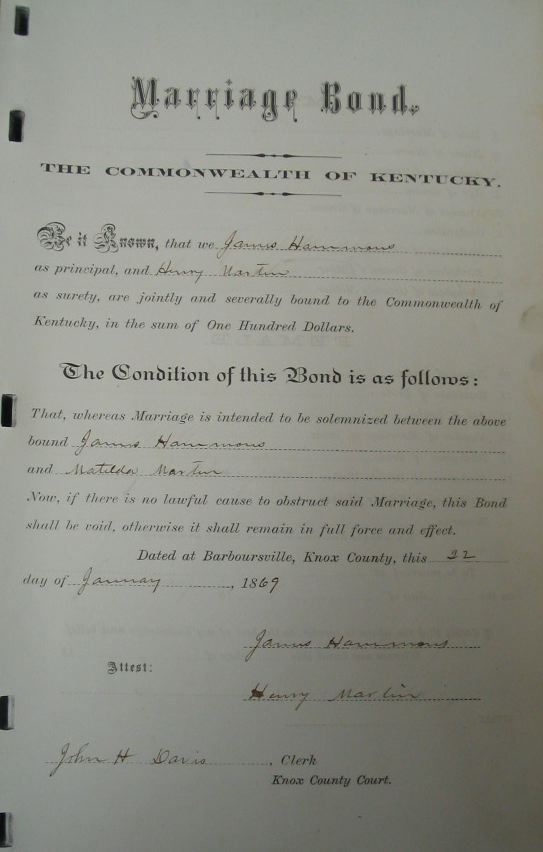 Marriage Bond.
THE COMMONWEALTH OF KENTUCKY.
Be it Known, that we James Hammons
as principal, and Henry Martin
as surety, are jointly and severally bound to the Commonwealth of
Kentucky, in the sum of One Hundred Dollars.
The Condition of this Bond is as follows:
That, whereas Marriage is intended to be solemnized between the above
bound James Hammons
and Matilda Martin
Now, if there is no lawful cause to obstruct said Marriage, this Bond
shall be void, otherwise it shall remain in full force and effect.
Dated at Barboursville, Knox County, this 22
day of January, 1869
James Hammons
Attest:
Henry Martin
John H Davis, Clerk
Knox County Court.